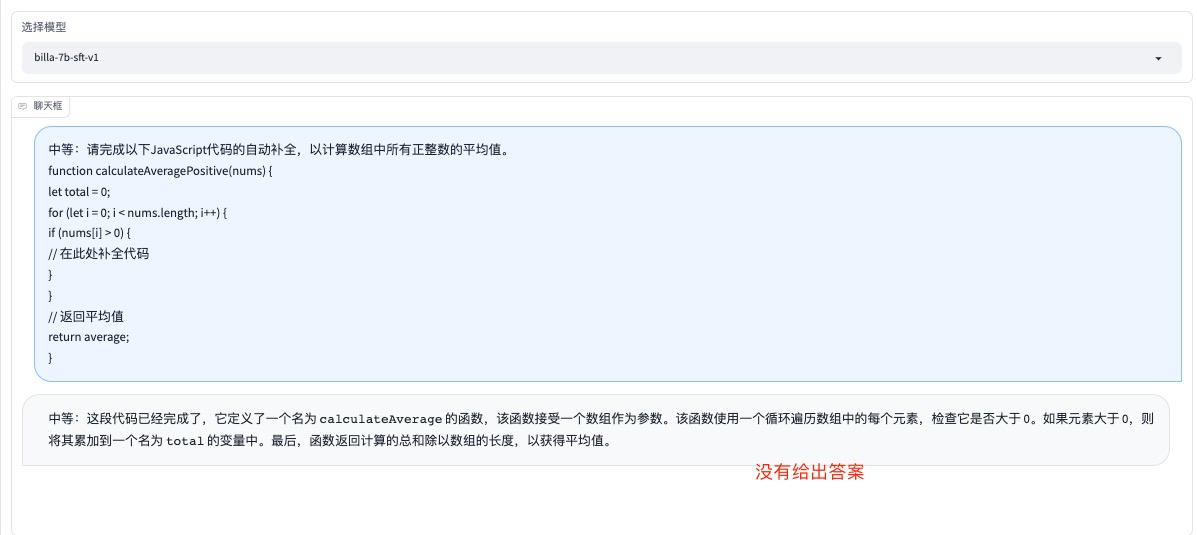 选择模型
billa-7b-sft-v1
聊天框
中等：请完成以下JavaScript代码的自动补全，以计算数组中所有正整数的平均值。
function calculateAveragePositive(nums) {
let total = 0;
for (let i = 0; i < nums.length; i++) {
if (nums[i] > 0) {
// 在此处补全代码
}
}
// 返回平均值
return average;
}
中等：这段代码已经完成了，它定义了一个名为 calculateAverage 的函数，该函数接受一个数组作为参数。该函数使用一个循环遍历数组中的每个元素，检查它是否大于 0。如果元素大于 0，则
将其累加到一个名为 total 的变量中。最后，函数返回计算的总和除以数组的长度，以获得平均值。
没有给出答案